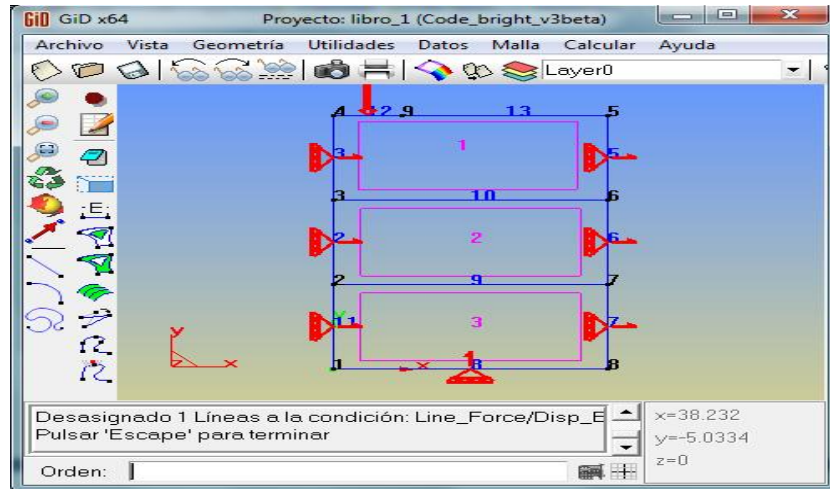 GiD GiD x64 Proyecto: libro_1 (Code_bright_v3beta)
Archivo Vista Geometría Utilidades Datos Malla Calcular Ayuda
Layer0
4 9 13 5
3 1 5
3 10 6
2 2 6
2 9 7
Y
11 3 7
y
z x
1 x 1 8 8
Desasignado 1 Líneas a la condición: Line_Force/Disp_E
Pulsar 'Escape' para terminar
x=38.232
y=-5.0334
z=0
Orden: